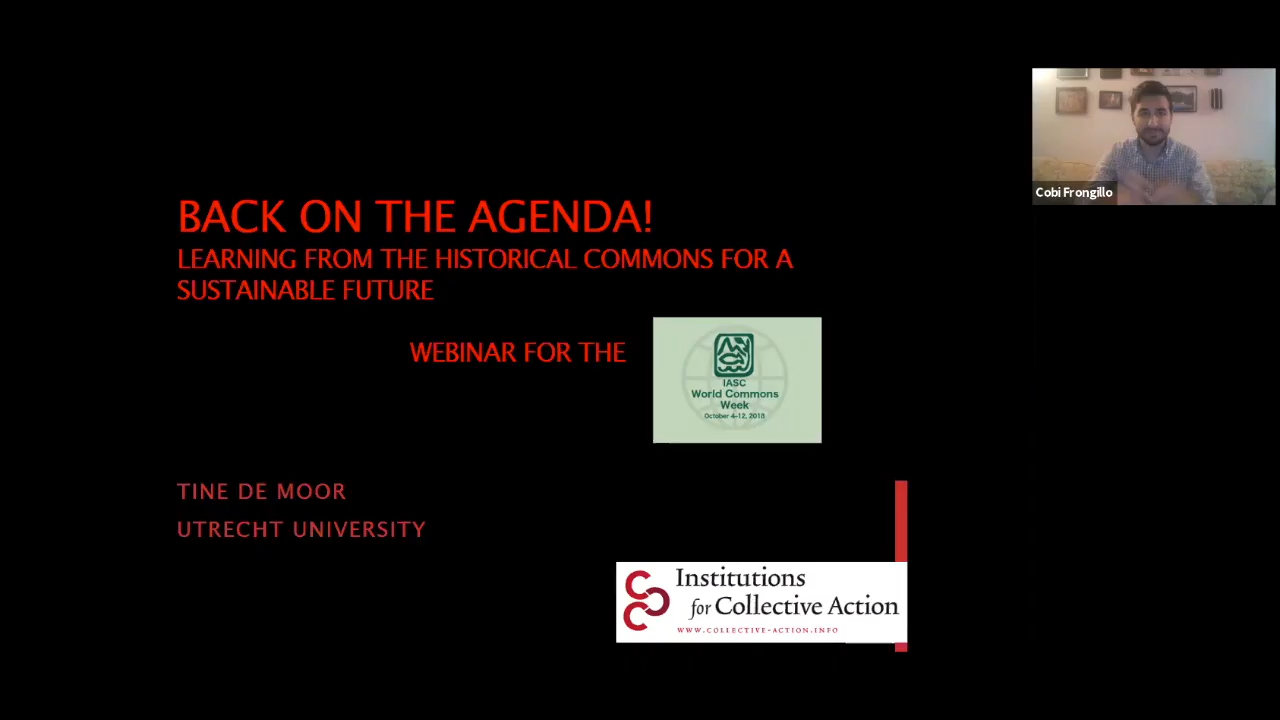 BACK ON THE AGENDA!
LEARNING FROM THE HISTORICAL COMMONS FOR A
SUSTAINABLE FUTURE
WEBINAR FOR THE
IASC
World Commons
Week
October 4-12, 2018
TINE DE MOOR
UTRECHT UNIVERSITY
Institutions
for Collective Action
WWW.COLLECTIVE-ACTION.INFO
Cobi Frongillo